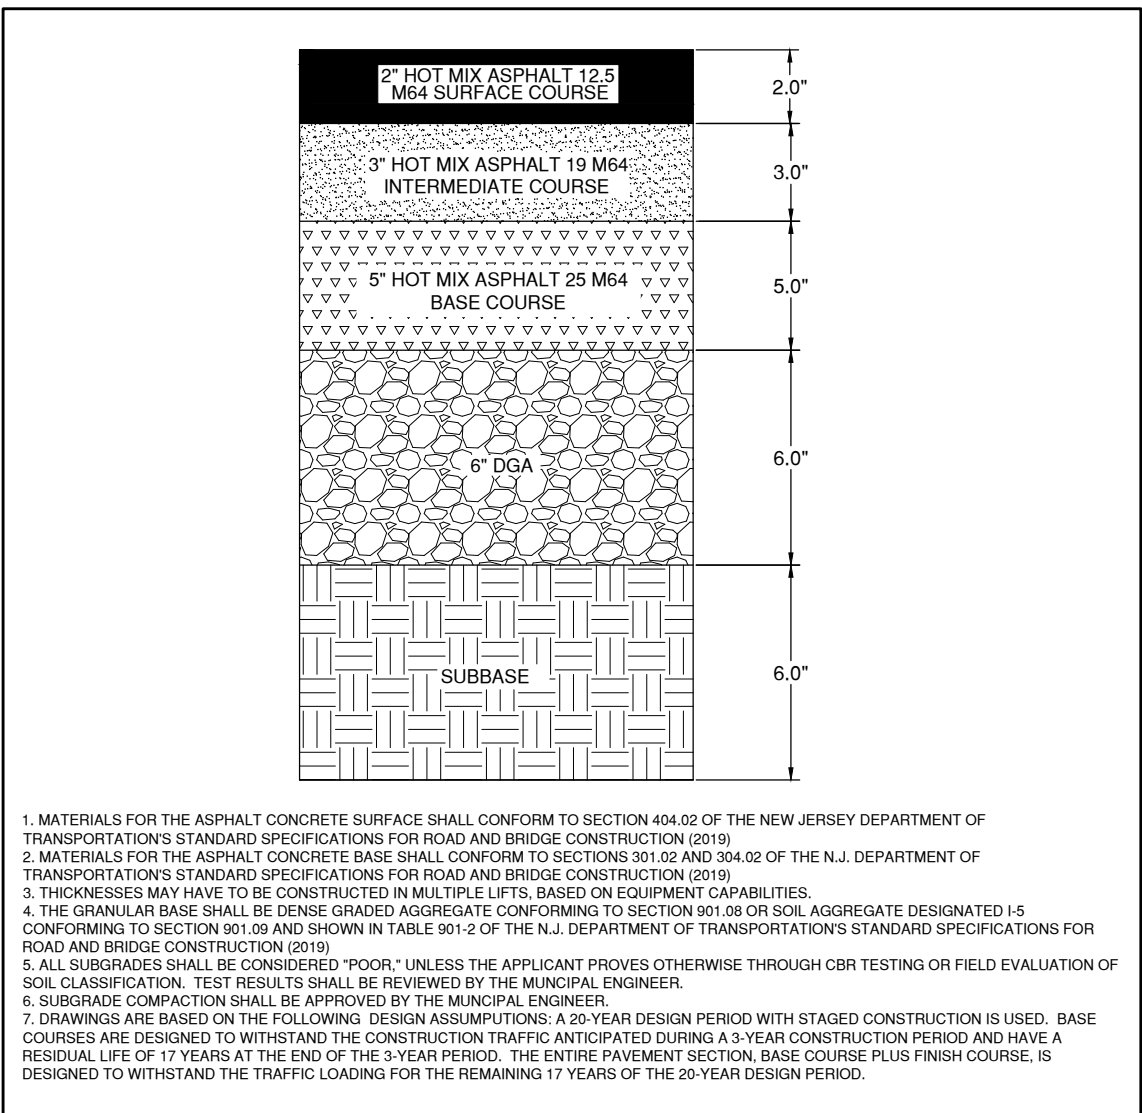 2" HOT MIX ASPHALT 12.5
M64 SURFACE COURSE
2.0"
3" HOT MIX ASPHALT 19 M64
INTERMEDIATE COURSE
3.0"
5" HOT MIX ASPHALT 25 M64
BASE COURSE
5.0"
6" DGA
6.0"
SUBBASE
6.0"
1. MATERIALS FOR THE ASPHALT CONCRETE SURFACE SHALL CONFORM TO SECTION 404.02 OF THE NEW JERSEY DEPARTMENT OF
TRANSPORTATION'S STANDARD SPECIFICATIONS FOR ROAD AND BRIDGE CONSTRUCTION (2019)
2. MATERIALS FOR THE ASPHALT CONCRETE BASE SHALL CONFORM TO SECTIONS 301.02 AND 304.02 OF THE N.J. DEPARTMENT OF
TRANSPORTATION'S STANDARD SPECIFICATIONS FOR ROAD AND BRIDGE CONSTRUCTION (2019)
3. THICKNESSES MAY HAVE TO BE CONSTRUCTED IN MULTIPLE LIFTS, BASED ON EQUIPMENT CAPABILITIES.
4. THE GRANULAR BASE SHALL BE DENSE GRADED AGGREGATE CONFORMING TO SECTION 901.08 OR SOIL AGGREGATE DESIGNATED I-5
CONFORMING TO SECTION 901.09 AND SHOWN IN TABLE 901-2 OF THE N.J. DEPARTMENT OF TRANSPORTATION'S STANDARD SPECIFICATIONS FOR
ROAD AND BRIDGE CONSTRUCTION (2019)
5. ALL SUBGRADES SHALL BE CONSIDERED "POOR," UNLESS THE APPLICANT PROVES OTHERWISE THROUGH CBR TESTING OR FIELD EVALUATION OF
SOIL CLASSIFICATION. TEST RESULTS SHALL BE REVIEWED BY THE MUNCIPAL ENGINEER.
6. SUBGRADE COMPACTION SHALL BE APPROVED BY THE MUNCIPAL ENGINEER.
7. DRAWINGS ARE BASED ON THE FOLLOWING DESIGN ASSUMPUTIONS: A 20-YEAR DESIGN PERIOD WITH STAGED CONSTRUCTION IS USED. BASE
COURSES ARE DESIGNED TO WITHSTAND THE CONSTRUCTION TRAFFIC ANTICIPATED DURING A 3-YEAR CONSTRUCTION PERIOD AND HAVE A
RESIDUAL LIFE OF 17 YEARS AT THE END OF THE 3-YEAR PERIOD. THE ENTIRE PAVEMENT SECTION, BASE COURSE PLUS FINISH COURSE, IS
DESIGNED TO WITHSTAND THE TRAFFIC LOADING FOR THE REMAINING 17 YEARS OF THE 20-YEAR DESIGN PERIOD.